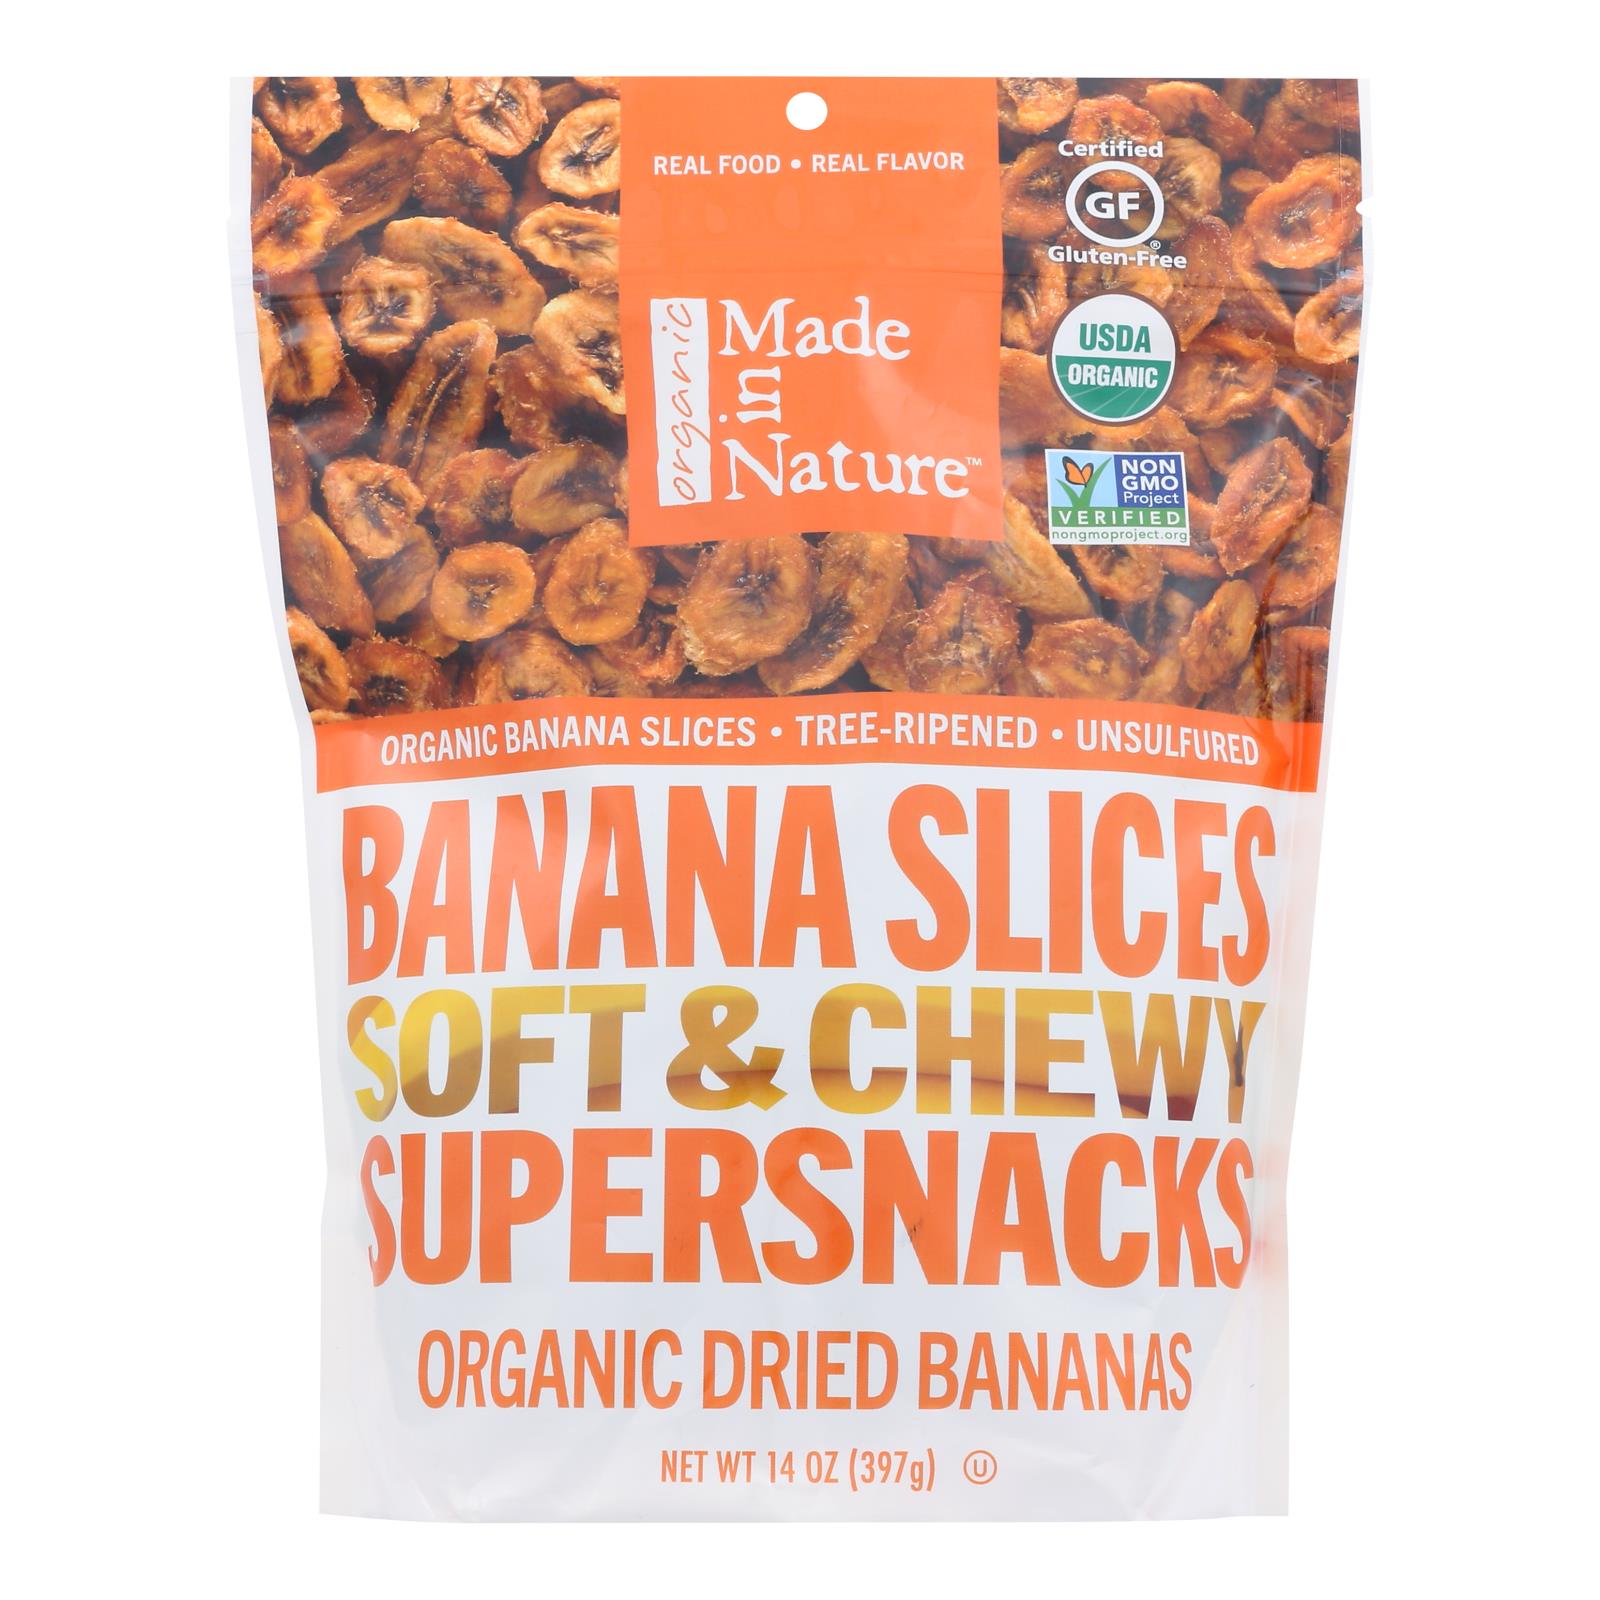 REAL FOOD • REAL FLAVOR
organic
Made
in
Nature™
Certified
GF
Gluten-Free®
USDA
ORGANIC
NON
GMO
Project
VERIFIED
nongmoproject.org
ORGANIC BANANA SLICES • TREE-RIPENED • UNSULFURED
BANANA SLICES
SOFT & CHEWY
SUPERSNACKS
ORGANIC DRIED BANANAS
NET WT 14 OZ (397g) U